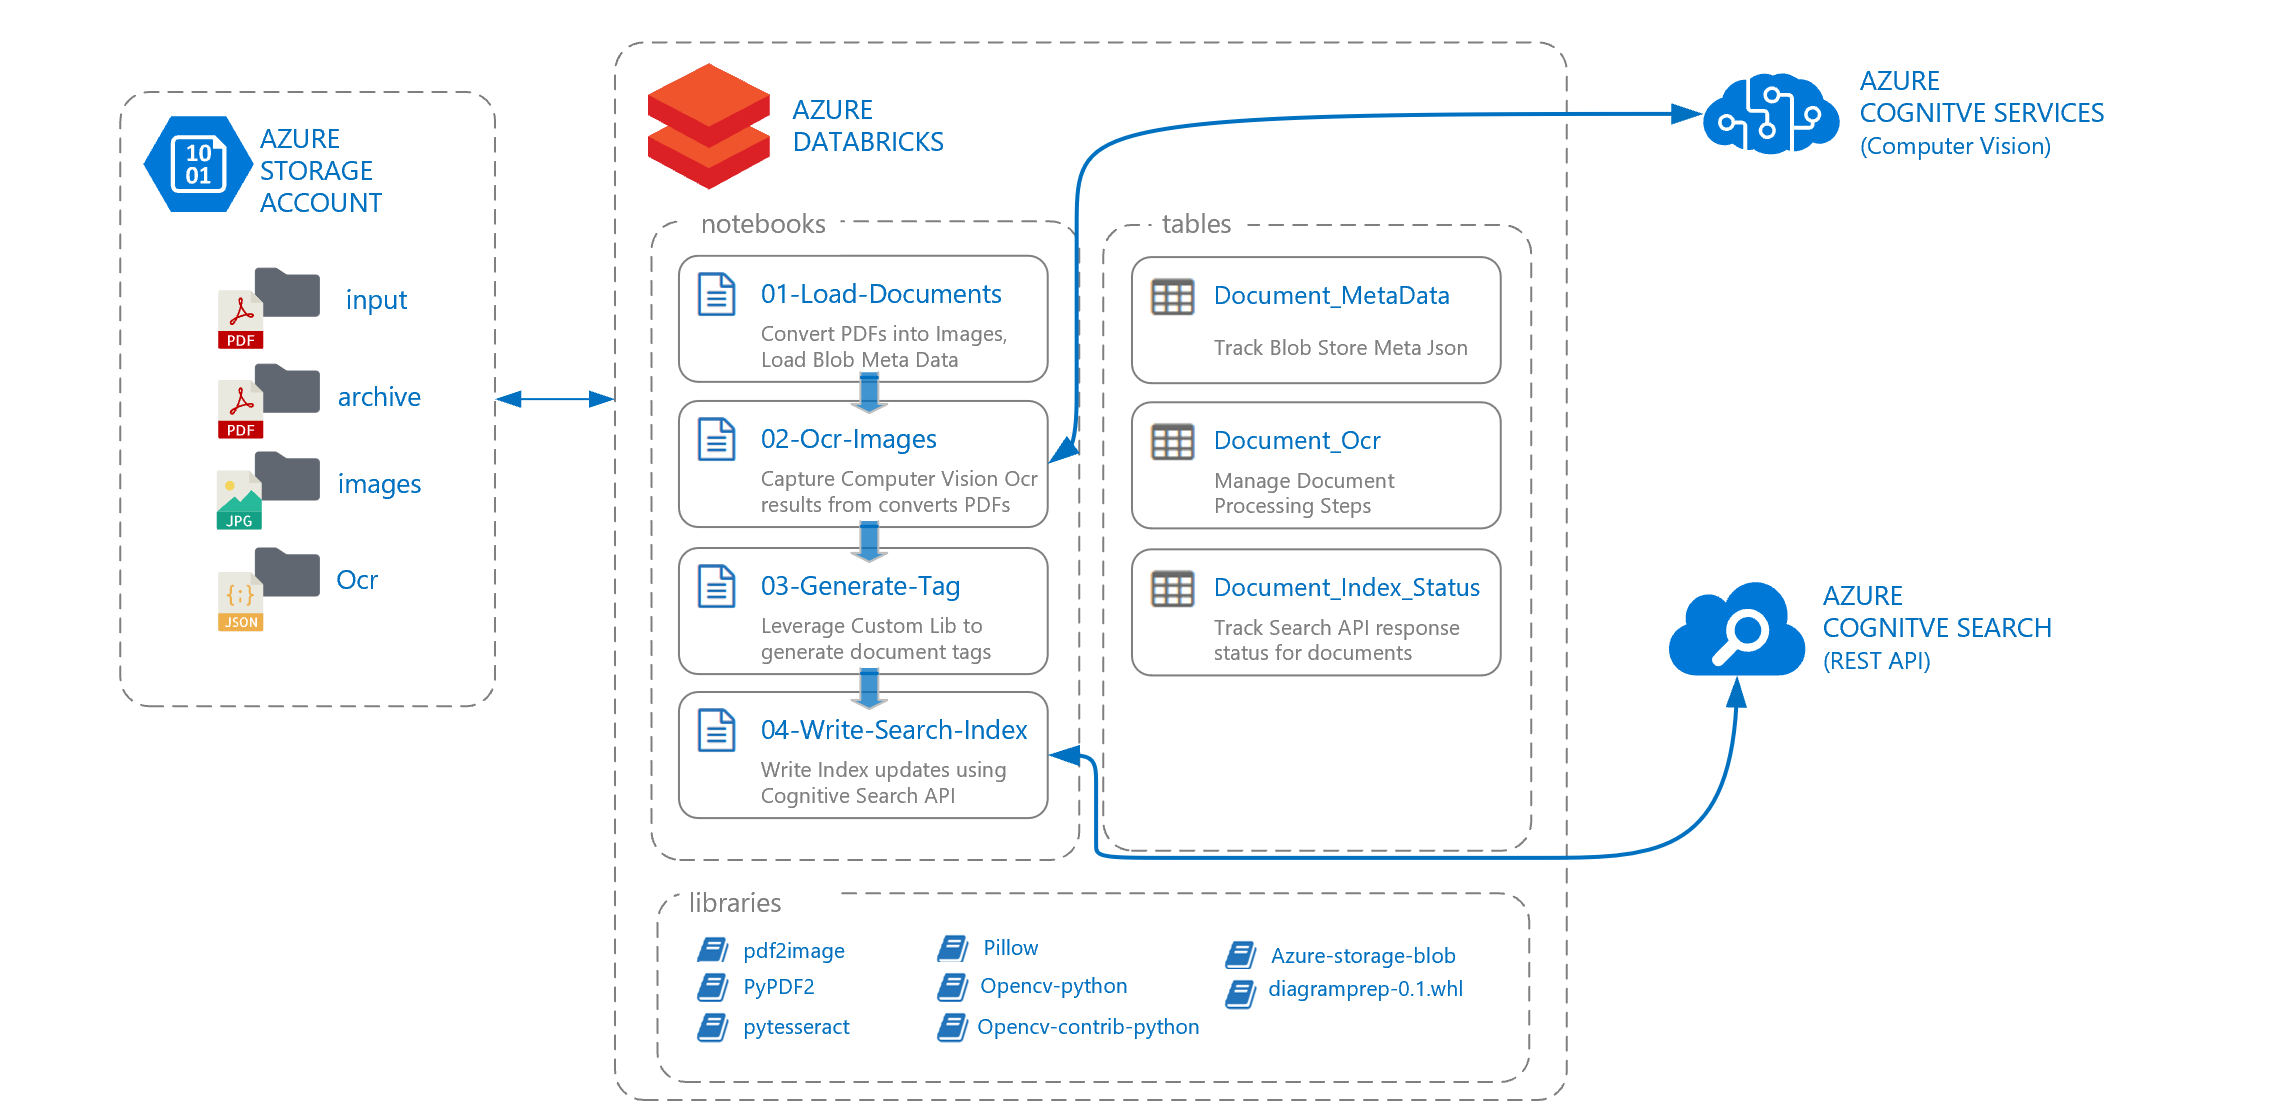 AZURE
STORAGE
ACCOUNT
10
01
input
PDF
archive
PDF
images
JPG
Ocr
{;}
JSON
AZURE
DATABRICKS
notebooks
01-Load-Documents
Convert PDFs into Images,
Load Blob Meta Data
02-Ocr-Images
Capture Computer Vision Ocr
results from converts PDFs
03-Generate-Tag
Leverage Custom Lib to
generate document tags
04-Write-Search-Index
Write Index updates using
Cognitive Search API
tables
Document_MetaData
Track Blob Store Meta Json
Document_Ocr
Manage Document
Processing Steps
Document_Index_Status
Track Search API response
status for documents
libraries
pdf2image
PyPDF2
pytesseract
Pillow
Opencv-python
Opencv-contrib-python
Azure-storage-blob
diagramprep-0.1.whl
AZURE
COGNITVE SERVICES
(Computer Vision)
AZURE
COGNITVE SEARCH
(REST API)